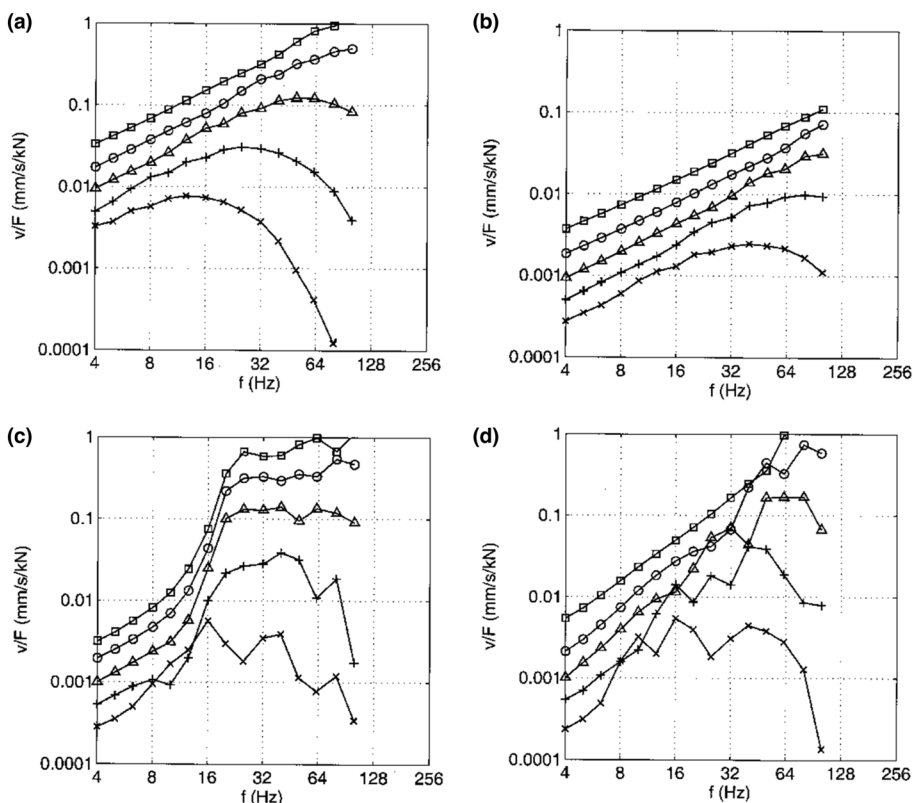 (a)
1
0.1
0.01
0.001
0.0001
v/F (mm/s/kN)
4 8 16 32 64 128 256
f (Hz)
(b)
1
0.1
0.01
0.001
0.0001
v/F (mm/s/kN)
4 8 16 32 64 128 256
f (Hz)
(c)
1
0.1
0.01
0.001
0.0001
v/F (mm/s/kN)
4 8 16 32 64 128 256
f (Hz)
(d)
1
0.1
0.01
0.001
0.0001
v/F (mm/s/kN)
4 8 16 32 64 128 256
f (Hz)